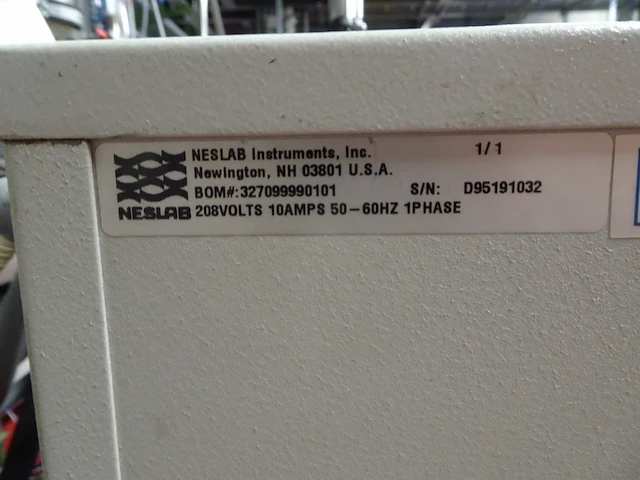 NESLAB Instruments, Inc. 1/1
Newington, NH 03801 U.S.A.
BOM#:327099990101 S/N: D95191032
NESLAB 208VOLTS 10AMPS 50-60HZ 1PHASE